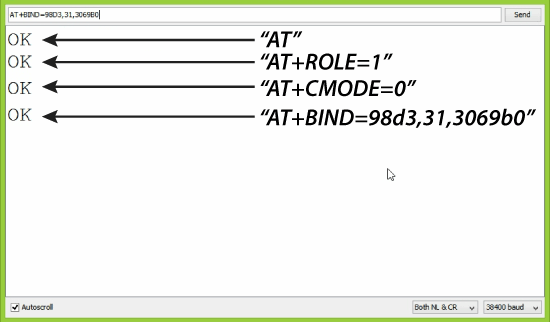 AT+BIND=98D3,31,3069B0
Send
OK “AT”
OK “AT+ROLE=1”
OK “AT+CMODE=0”
OK “AT+BIND=98d3,31,3069b0”
Autoscroll
Both NL & CR
38400 baud